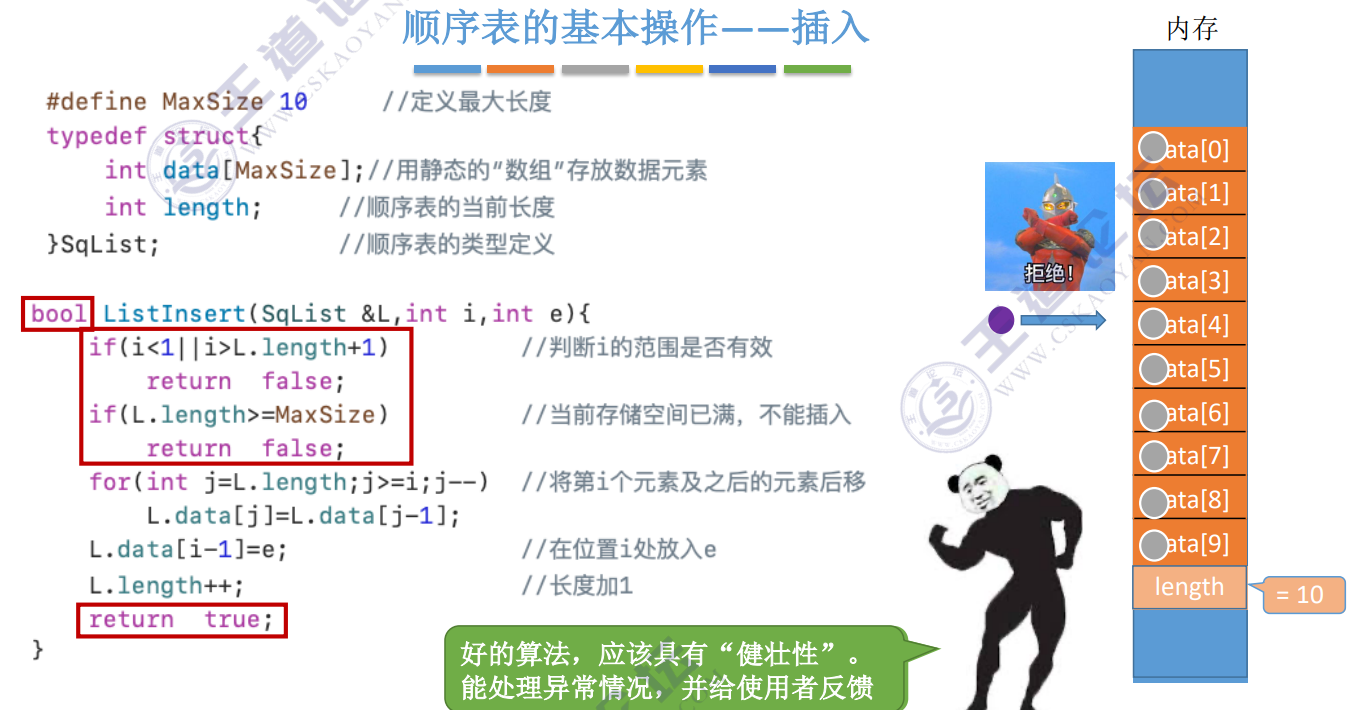 顺序表的基本操作——插入
#define MaxSize 10 //定义最大长度
typedef struct{
int data[MaxSize];//用静态的“数组”存放数据元素
int length; //顺序表的当前长度
}SqList; //顺序表的类型定义
bool ListInsert(SqList &L,int i,int e){
if(i<1||i>L.length+1) //判断i的范围是否有效
return false;
if(L.length>=MaxSize) //当前存储空间已满，不能插入
return false;
for(int j=L.length;j>=i;j--) //将第i个元素及之后的元素后移
L.data[j]=L.data[j-1];
L.data[i-1]=e; //在位置i处放入e
L.length++; //长度加1
return true;
}
好的算法，应该具有“健壮性”。
能处理异常情况，并给使用者反馈
拒绝！
内存
ata[0]
ata[1]
ata[2]
ata[3]
ata[4]
ata[5]
ata[6]
ata[7]
ata[8]
ata[9]
length
= 10
王道论坛
WWW.CSKAOYAN.COM